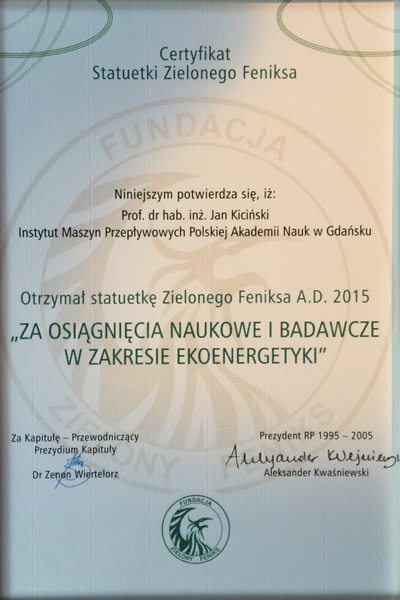 Certyfikat
Statuetki Zielonego Feniksa
FUNDACJA
Niniejszym potwierdza się, iż:
Prof. dr hab. inż. Jan Kiciński
Instytut Maszyn Przepływowych Polskiej Akademii Nauk w Gdańsku
Otrzymał statuetkę Zielonego Feniksa A.D. 2015
„ZA OSIĄGNIĘCIA NAUKOWE I BADAWCZE
W ZAKRESIE EKOENERGETYKI”
ZIELONY FENIKS
Za Kapitułę – Przewodniczący
Prezydium Kapituły
Dr Zenon Wiertelorz
Prezydent RP 1995 – 2005
Aleksander Kwaśniewski
FUNDACJA
ZIELONY FENIKS